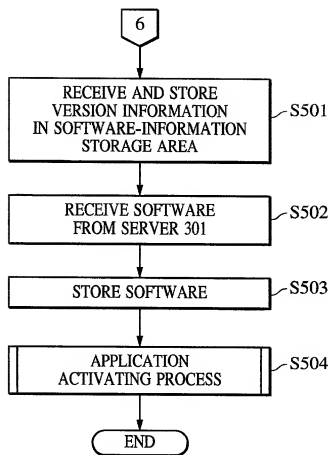 6
RECEIVE AND STORE
VERSION INFORMATION
IN SOFTWARE-INFORMATION
STORAGE AREA
S501
RECEIVE SOFTWARE
FROM SERVER 301
S502
STORE SOFTWARE
S503
APPLICATION
ACTIVATING PROCESS
S504
END